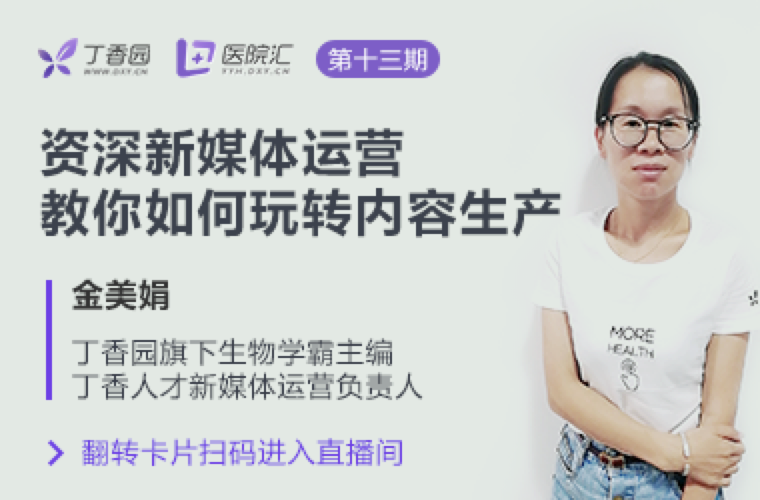 丁香园
WWW.DXY.CN
医院汇
YYH.DXY.CN
第十三期
资深新媒体运营
教你如何玩转内容生产
金美娟
丁香园旗下生物学霸主编
丁香人才新媒体运营负责人
翻转卡片扫码进入直播间
MORE
HEALTH